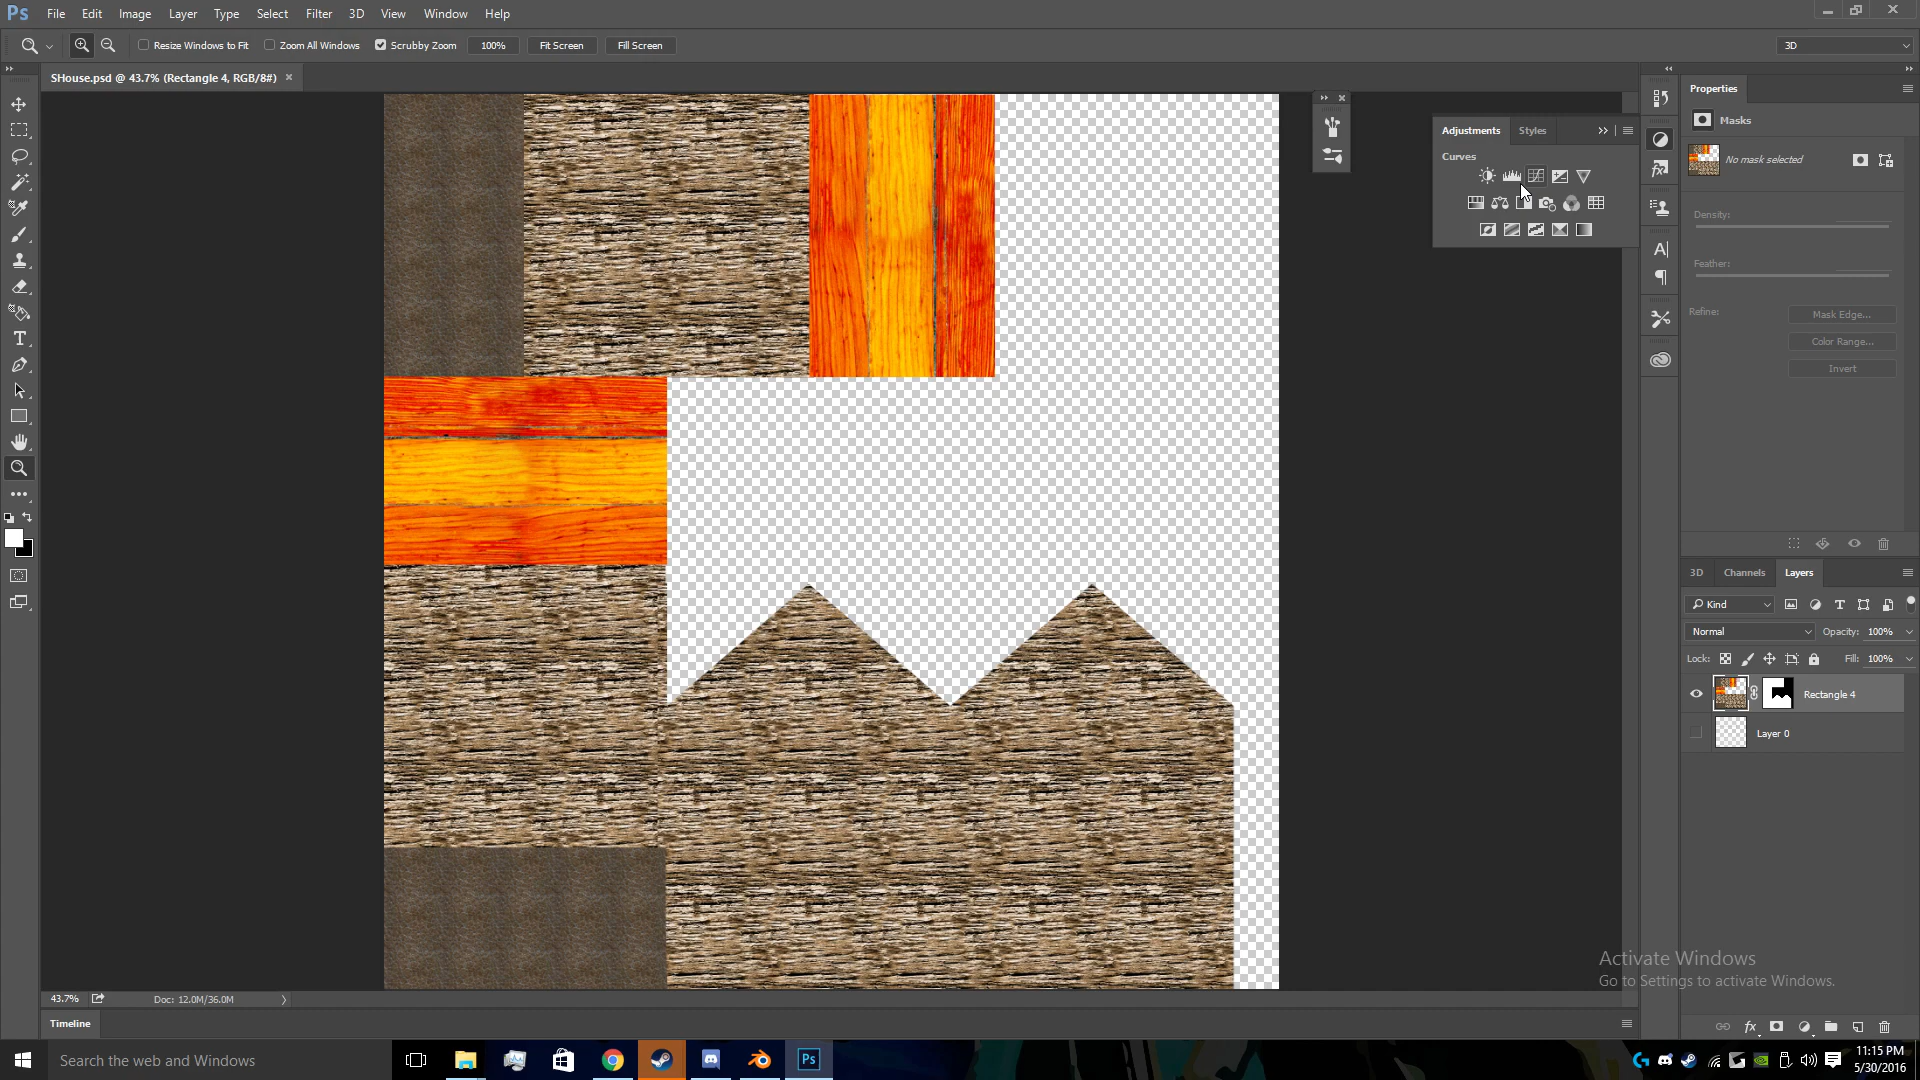 Ps File Edit Image Layer Type Select Filter 3D View Window Help
Resize Windows to Fit Zoom All Windows Scrubby Zoom 100% Fit Screen Fill Screen 3D
SHouse.psd @ 43.7% (Rectangle 4, RGB/8#) ×
Properties
Masks
No mask selected
Density:
Feather:
Refine: Mask Edge...
Color Range...
Invert
Adjustments Styles
Curves
3D Channels Layers
Kind
Normal Opacity: 100%
Lock: Fill: 100%
Rectangle 4
Layer 0
Activate Windows
Go to Settings to activate Windows.
43.7% Doc: 12.0M/36.0M
Timeline
Search the web and Windows
Ps
11:15 PM
5/30/2016